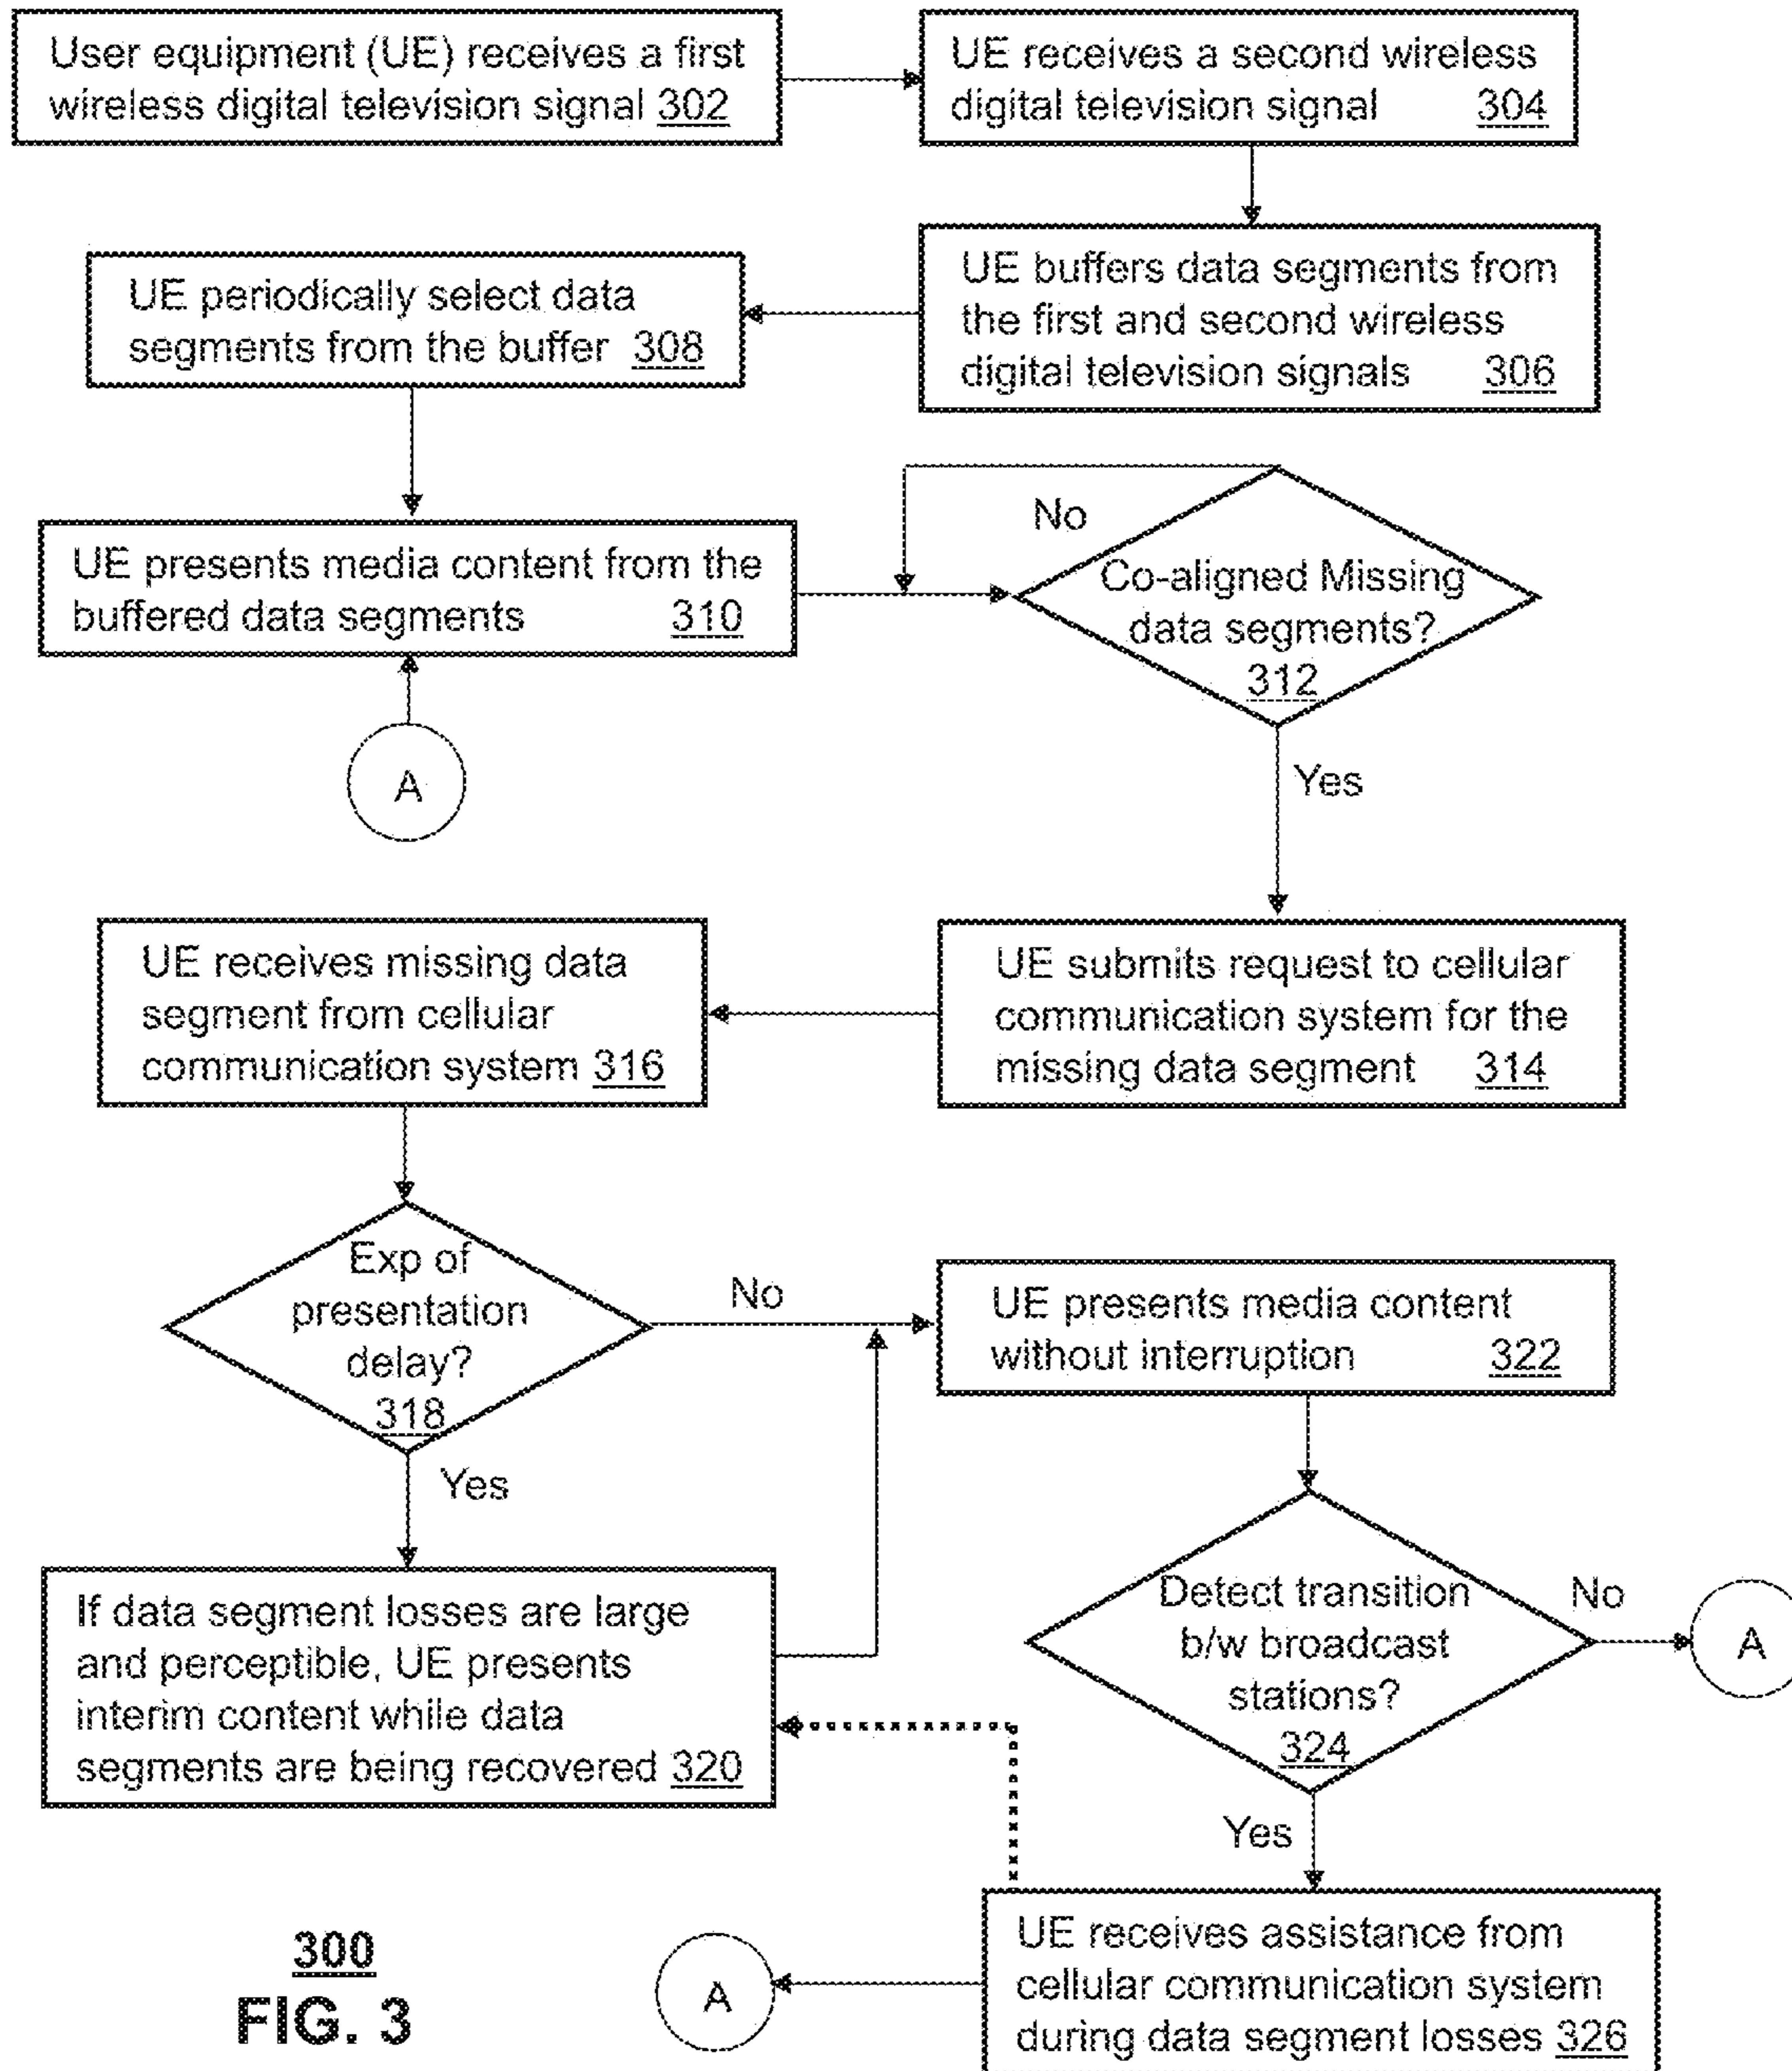 User equipment (UE) receives a first
wireless digital television signal 302
UE receives a second wireless
digital television signal 304
UE buffers data segments from
the first and second wireless
digital television signals 306
UE periodically select data
segments from the buffer 308
UE presents media content from the
buffered data segments 310
No
Co-aligned Missing
data segments?
312
A
Yes
UE submits request to cellular
communication system for the
missing data segment 314
UE receives missing data
segment from cellular
communication system 316
Exp of
presentation
delay?
318
No
Yes
UE presents media content
without interruption 322
If data segment losses are large
and perceptible, UE presents
interim content while data
segments are being recovered 320
Detect transition
b/w broadcast
stations?
324
No
A
Yes
UE receives assistance from
cellular communication system
during data segment losses 326
A
300
FIG. 3